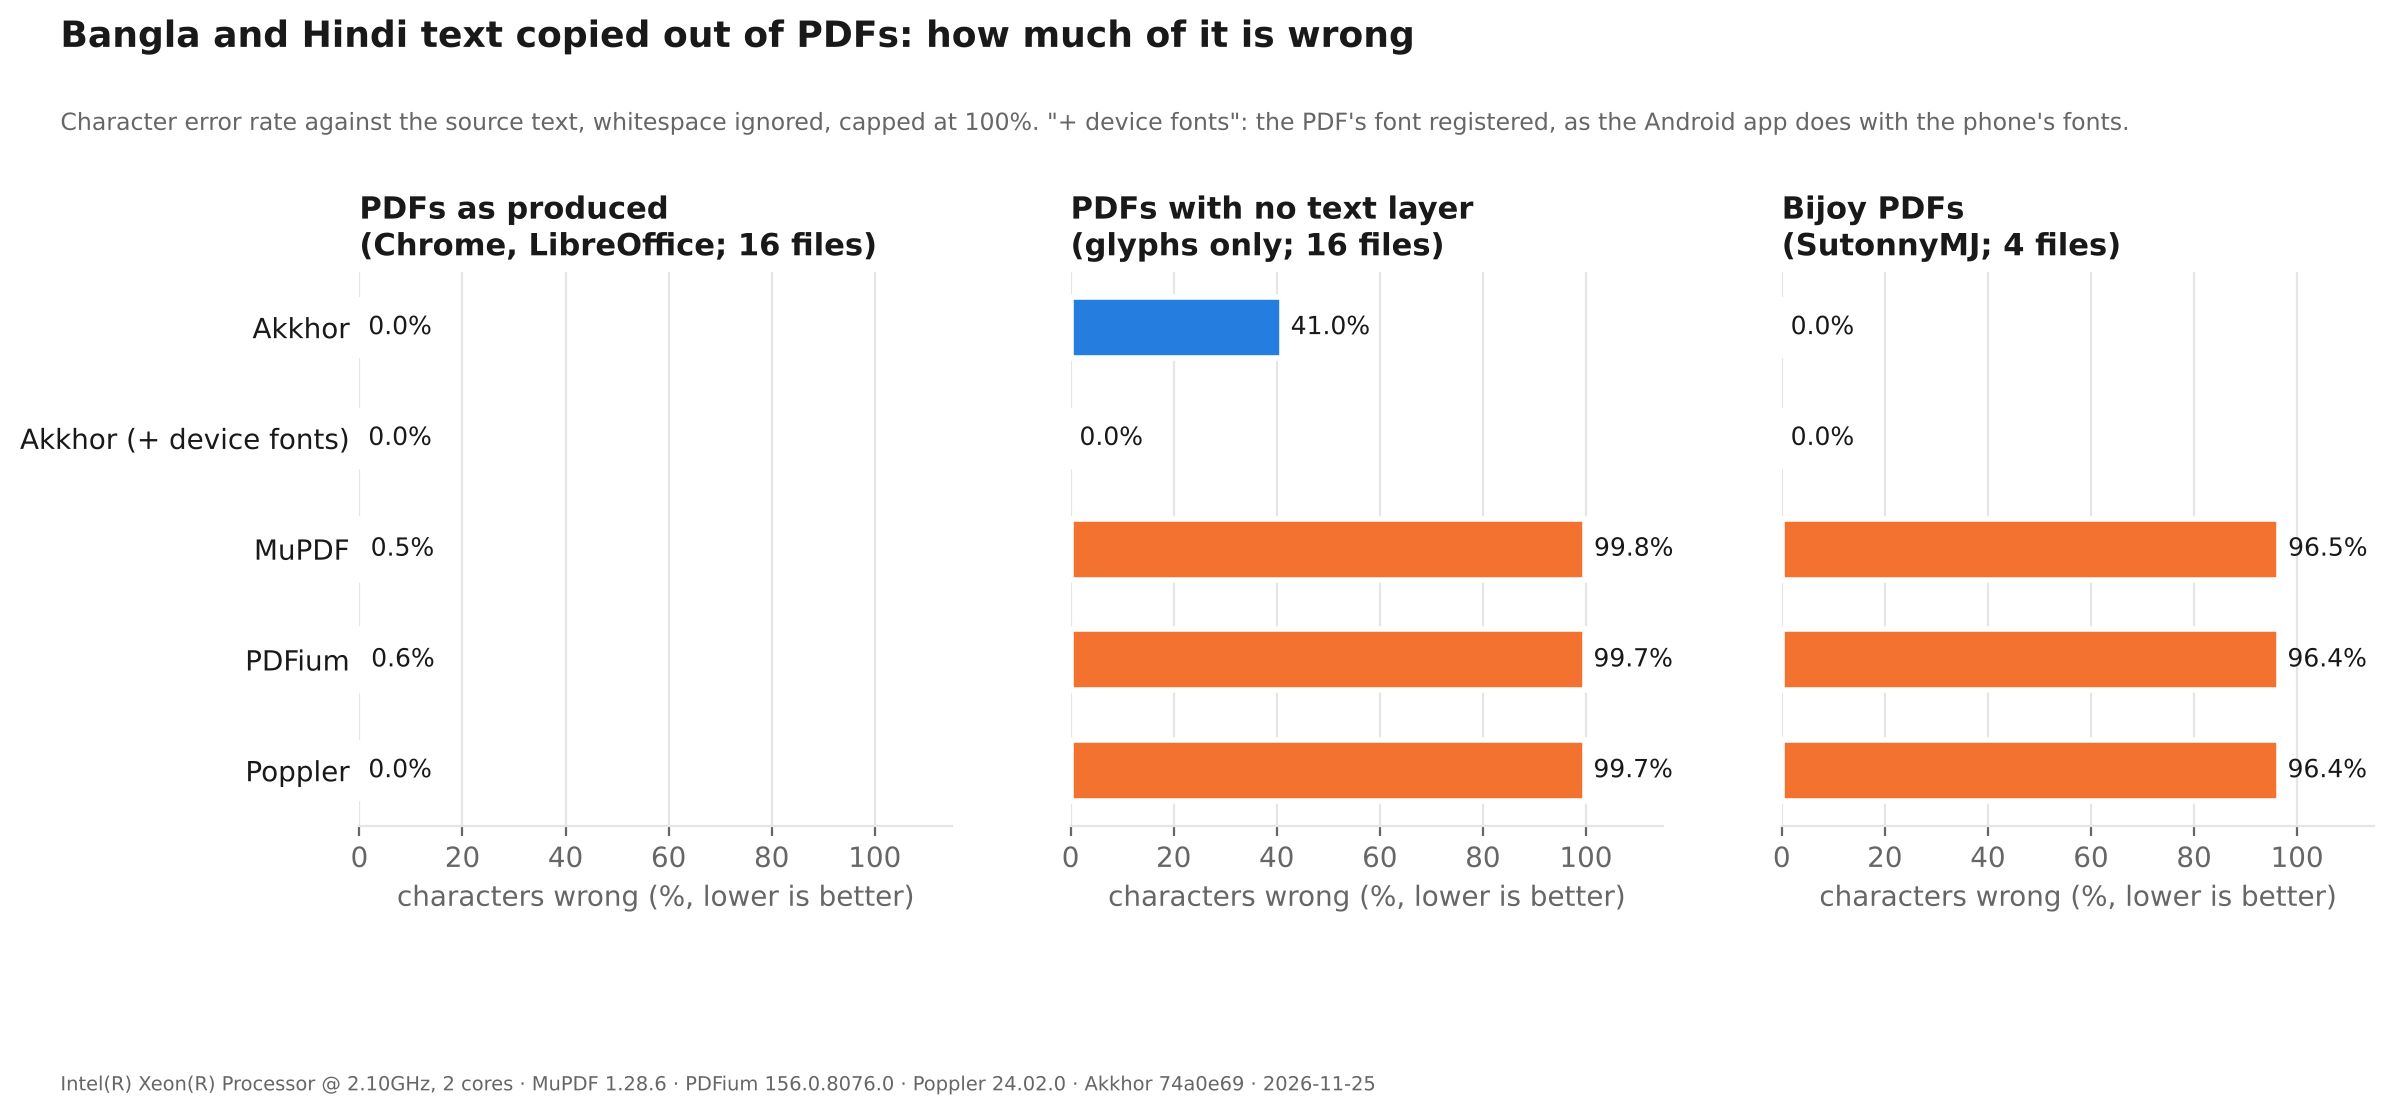 Bangla and Hindi text copied out of PDFs: how much of it is wrong
Character error rate against the source text, whitespace ignored, capped at 100%. "+ device fonts": the PDF's font registered, as the Android app does with the phone's fonts.
PDFs as produced
(Chrome, LibreOffice; 16 files)
Akkhor 0.0%
Akkhor (+ device fonts) 0.0%
MuPDF 0.5%
PDFium 0.6%
Poppler 0.0%
0 20 40 60 80 100
characters wrong (%, lower is better)
PDFs with no text layer
(glyphs only; 16 files)
41.0%
0.0%
99.8%
99.7%
99.7%
0 20 40 60 80 100
characters wrong (%, lower is better)
Bijoy PDFs
(SutonnyMJ; 4 files)
0.0%
0.0%
96.5%
96.4%
96.4%
0 20 40 60 80 100
characters wrong (%, lower is better)
Intel(R) Xeon(R) Processor @ 2.10GHz, 2 cores · MuPDF 1.28.6 · PDFium 156.0.8076.0 · Poppler 24.02.0 · Akkhor 74a0e69 · 2026-11-25